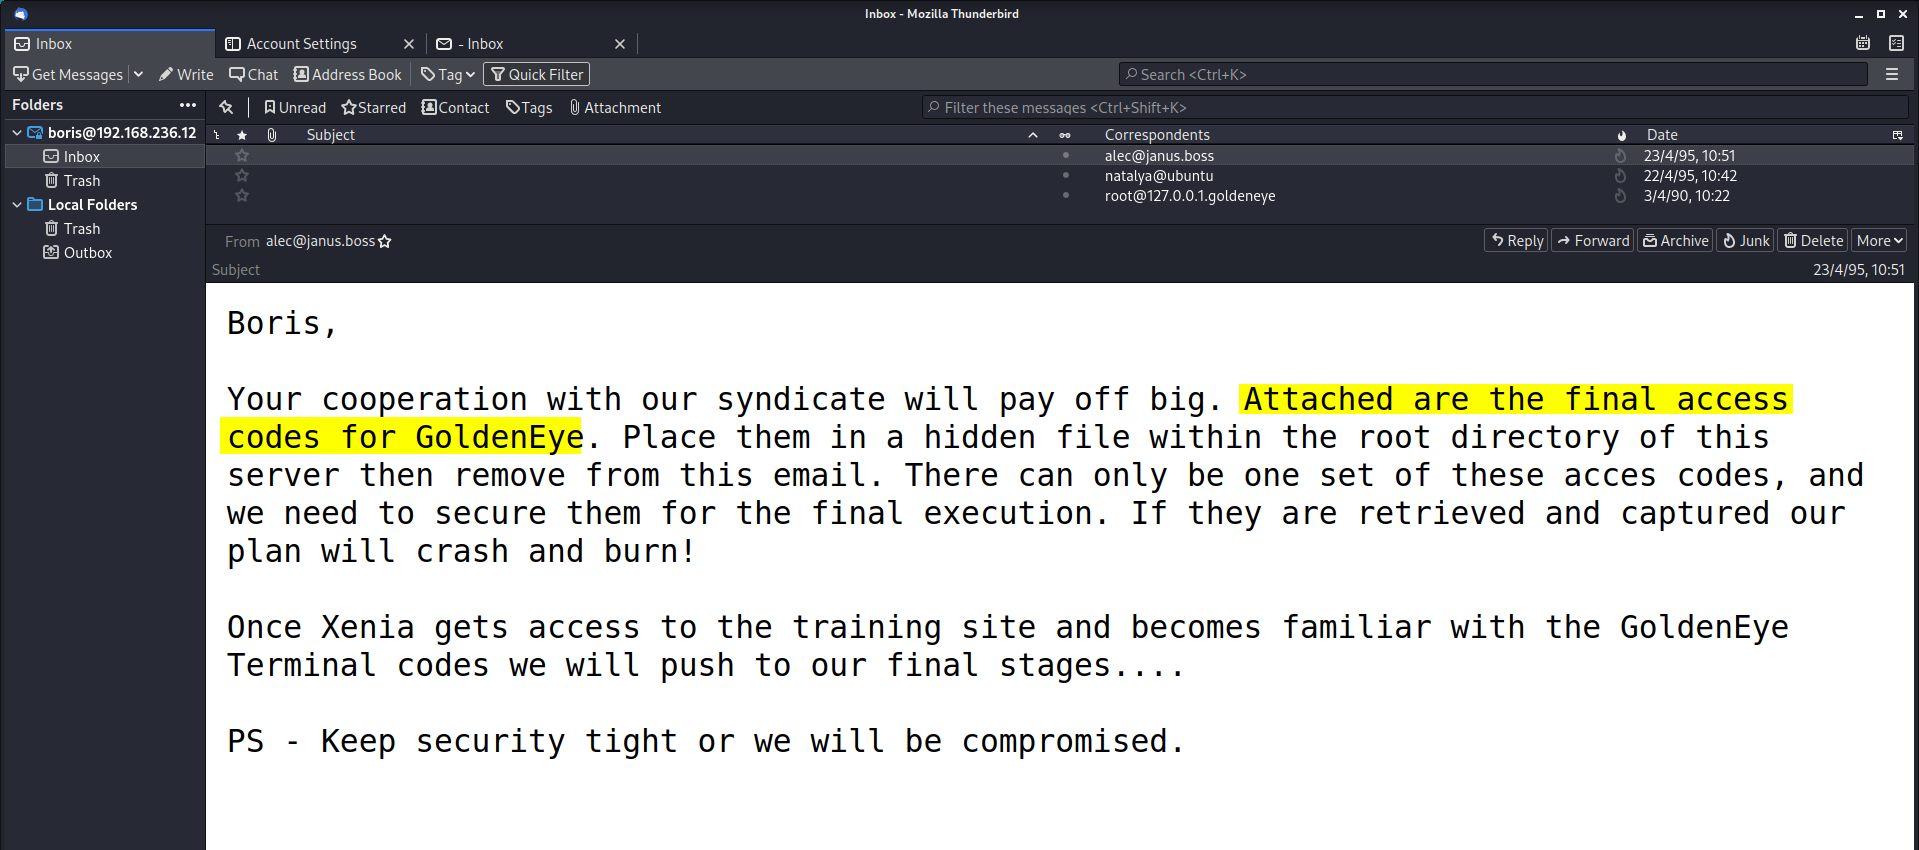 Inbox - Mozilla Thunderbird
Inbox
Account Settings
- Inbox
Get Messages
Write
Chat
Address Book
Tag
Quick Filter
Search <Ctrl+K>
Folders
Unread
Starred
Contact
Tags
Attachment
Filter these messages <Ctrl+Shift+K>
boris@192.168.236.12
Inbox
Trash
Local Folders
Trash
Outbox
Subject Correspondents Date
alec@janus.boss 23/4/95, 10:51
natalya@ubuntu 22/4/95, 10:42
root@127.0.0.1.goldeneye 3/4/90, 10:22
From alec@janus.boss
Reply
Forward
Archive
Junk
Delete
More
Subject 23/4/95, 10:51
Boris,
Your cooperation with our syndicate will pay off big. Attached are the final access
codes for GoldenEye. Place them in a hidden file within the root directory of this
server then remove from this email. There can only be one set of these acces codes, and
we need to secure them for the final execution. If they are retrieved and captured our
plan will crash and burn!
Once Xenia gets access to the training site and becomes familiar with the GoldenEye
Terminal codes we will push to our final stages....
PS - Keep security tight or we will be compromised.